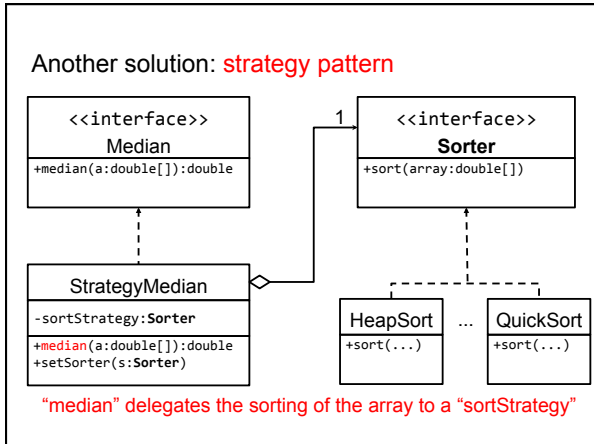 Another solution: strategy pattern
<<interface>>
Median
+median(a:double[]):double
1
<<interface>>
Sorter
+sort(array:double[])
StrategyMedian
-sortStrategy:Sorter
+median(a:double[]):double
+setSorter(s:Sorter)
HeapSort
+sort(...)
...
QuickSort
+sort(...)
“median” delegates the sorting of the array to a “sortStrategy”